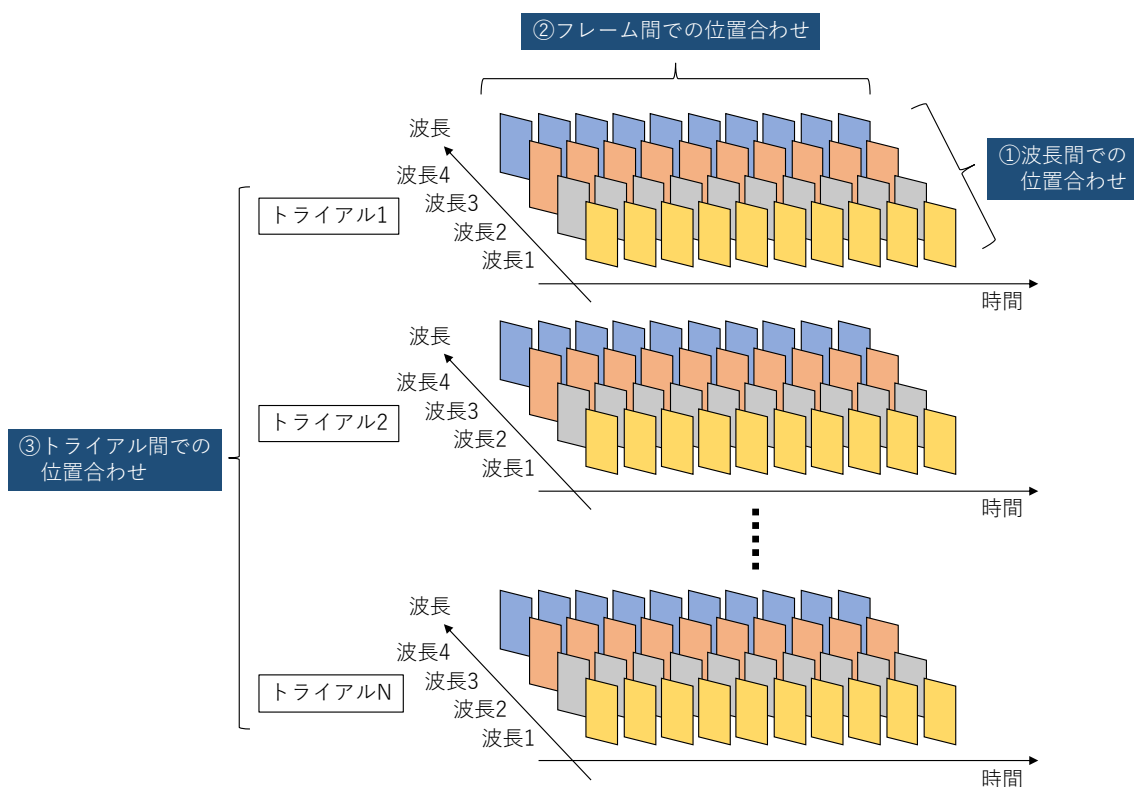 ②フレーム間での位置合わせ
①波長間での
位置合わせ
波長
波長4
波長3
波長2
波長1
トライアル1
時間
波長
波長4
波長3
波長2
波長1
トライアル2
時間
③トライアル間での
位置合わせ
波長
波長4
波長3
波長2
波長1
トライアルN
時間